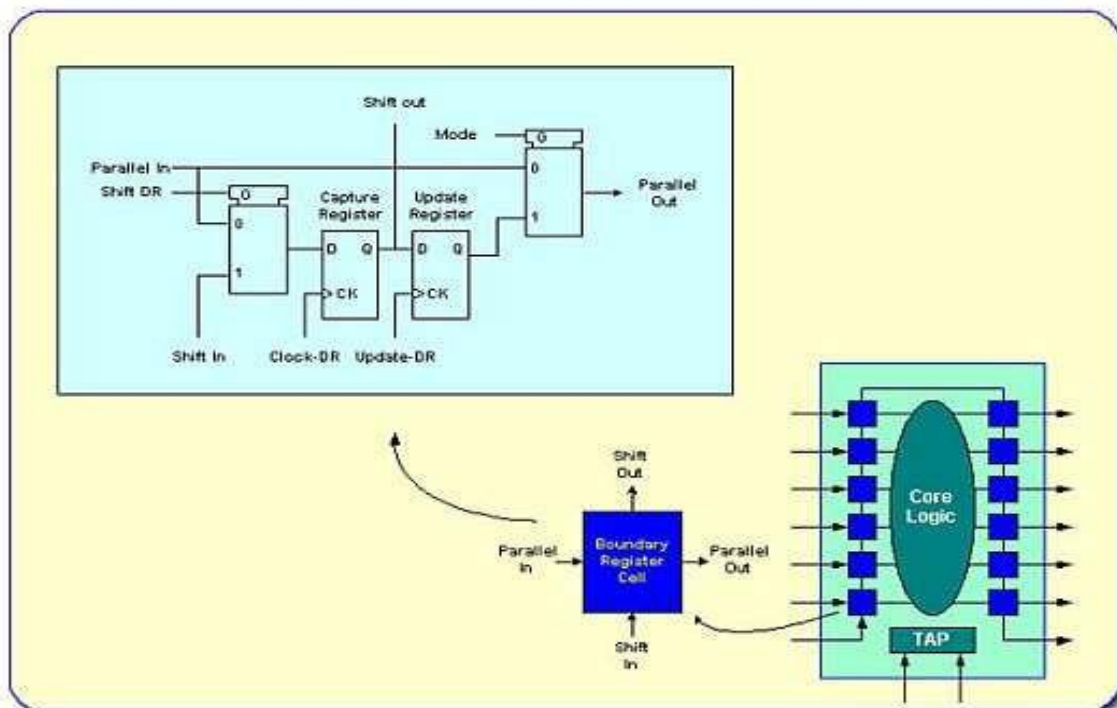 Shift out
Mode
G
Parallel In
0
Shift DR
G
Parallel
Out
Capture
Register
Update
Register
0
1
D Q
D Q
1
CK
CK
Shift In
Clock-DR
Update-DR
Shift
Out
Core
Logic
Parallel
In
Boundary
Register
Cell
Parallel
Out
TAP
Shift
In